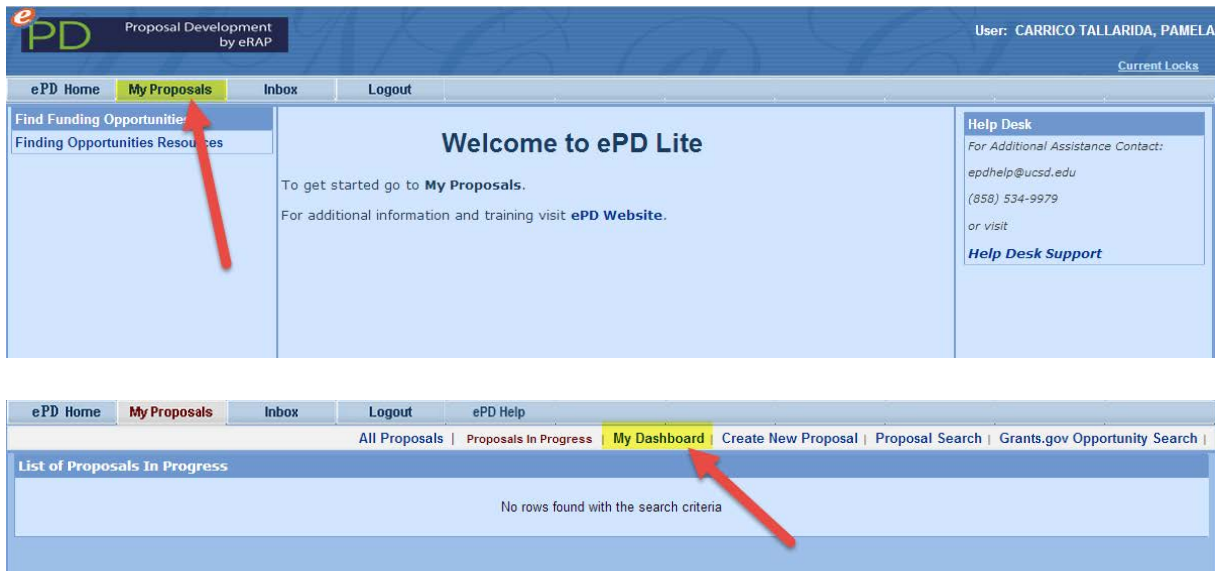 ePD
Proposal Development
by eRAP
User: CARRICO TALLARIDA, PAMELA
Current Locks
ePD Home My Proposals Inbox Logout
Find Funding Opportunities
Finding Opportunities Resources
Welcome to ePD Lite
To get started go to My Proposals.
For additional information and training visit ePD Website.
Help Desk
For Additional Assistance Contact:
epdhelp@ucsd.edu
(858) 534-9979
or visit
Help Desk Support
ePD Home My Proposals Inbox Logout ePD Help
All Proposals | Proposals In Progress | My Dashboard | Create New Proposal | Proposal Search | Grants.gov Opportunity Search |
List of Proposals In Progress
No rows found with the search criteria